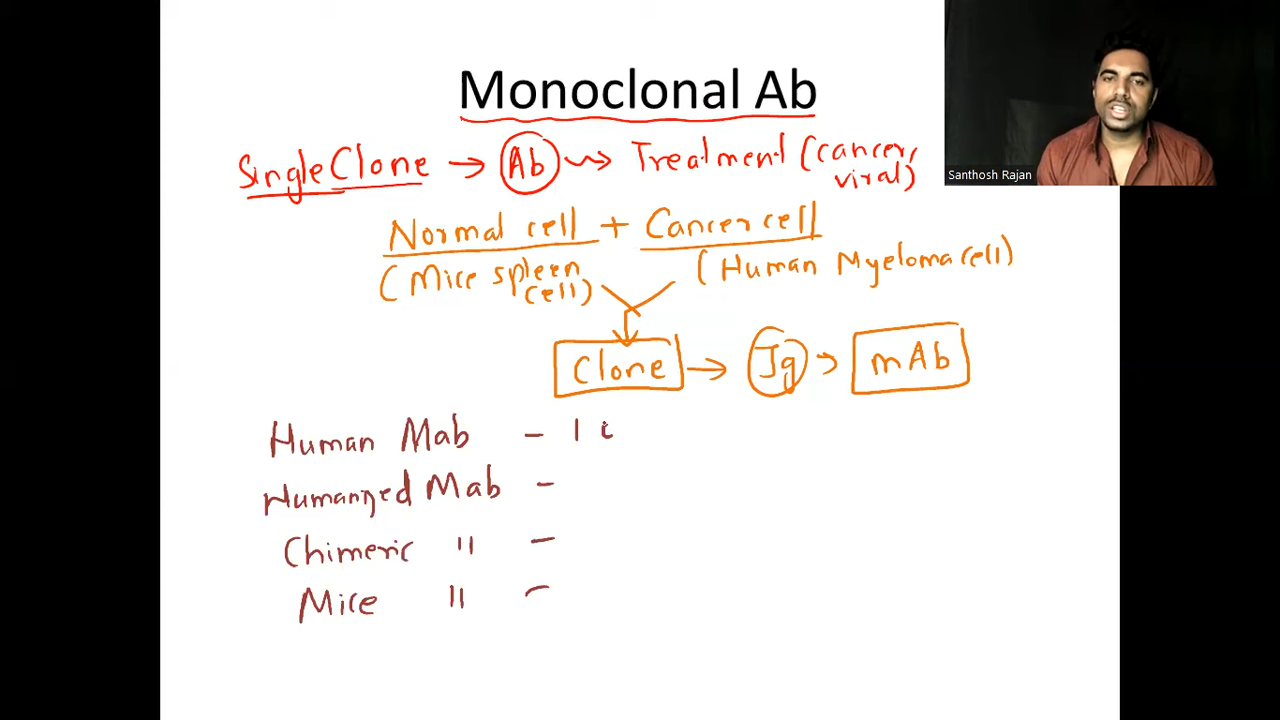 Monoclonal Ab
Single Clone → Ab → Treatment (cancer, viral)
Santhosh Rajan
Normal cell + Cancer cell
(Mice spleen cell) (Human Myeloma cell)
Clone → Ig → mAb
Human Mab - 1
Humanized Mab -
Chimeric " -
Mice " -